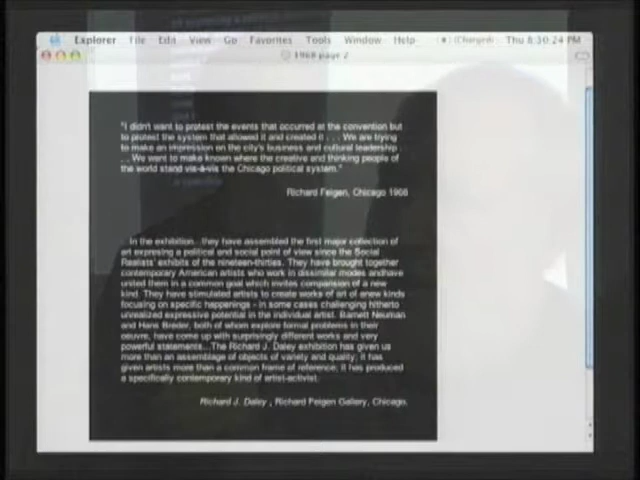 Explorer File Edit View Go Favorites Tools Window Help (Charged) Thu 8:30:24 PM
1968 page 2
"I didn't want to protest the events that occurred at the convention but
to protest the system that allowed it and created it . . . We are trying
to make an impression on the city's business and cultural leadership . .
. . We want to make known where the creative and thinking people of
the world stand vis-à-vis the Chicago political system."
Richard Feigen, Chicago 1968
In the exhibition.. they have assembled the first major collection of
art expresing a political and social point of view since the Social
Realists' exhibits of the nineteen-thirties. They have brought together
contemporary American artists who work in dissimilar modes andhave
united them in a common goal which invites comparison of a new
kind. They have stimulated artists to create works of art of anew kinds
focusing on specific happenings - in some cases challenging hitherto
unrealized expressive potential in the individual artist. Barnett Neuman
and Hans Breder, both of whom explore formal problems in their
oeuvre, have come up with surprisingly different works and very
powerful statements...The Richard J. Daley exhibition has given us
more than an assemblage of objects of variety and quality; it has
given artists more than a common frame of reference; it has produced
a specifically contemporary kind of artist-activist.
Richard J. Daley , Richard Feigen Gallery, Chicago.